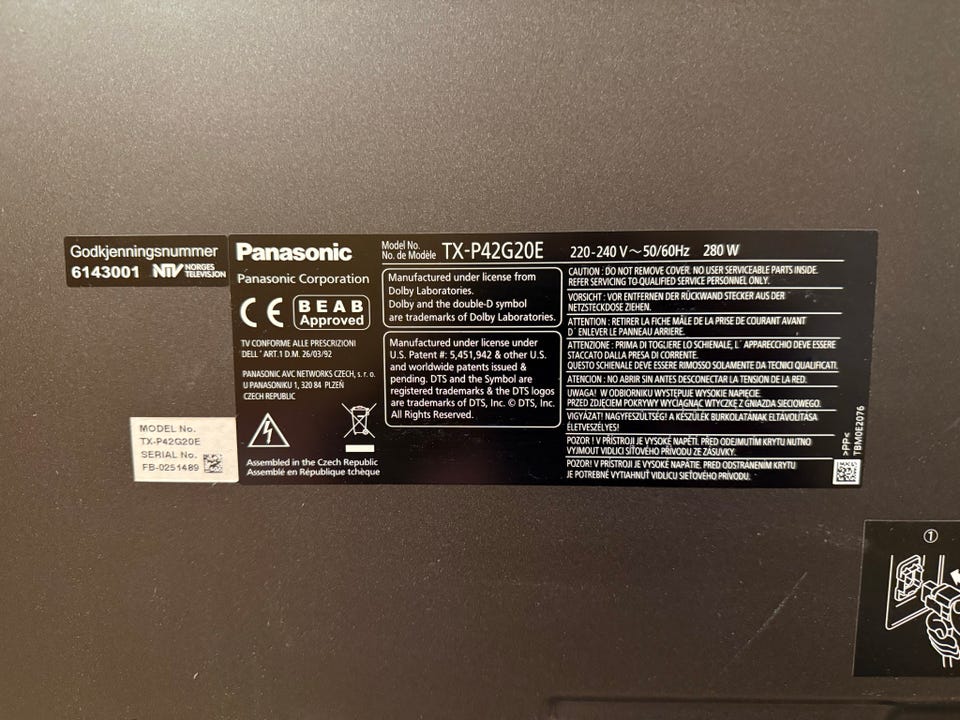 Godkjenningsnummer
6143001 NTV NORGES TELEVISJON
Panasonic
Panasonic Corporation
CE BEAB Approved
TV CONFORME ALLE PRESCRIZIONI
DELL' ART.1 D.M. 26/03/92
PANASONIC AVC NETWORKS CZECH, s. r. o.
U PANASONIKU 1, 320 84 PLZEŇ
CZECH REPUBLIC
Assembled in the Czech Republic
Assemblé en République tchèque
Model No.
No. de Modèle TX-P42G20E 220-240 V～50/60Hz 280 W
Manufactured under license from
Dolby Laboratories.
Dolby and the double-D symbol
are trademarks of Dolby Laboratories.
Manufactured under license under
U.S. Patent #: 5,451,942 & other U.S.
and worldwide patents issued &
pending. DTS and the Symbol are
registered trademarks & the DTS logos
are trademarks of DTS, Inc. © DTS, Inc.
All Rights Reserved.
CAUTION : DO NOT REMOVE COVER. NO USER SERVICEABLE PARTS INSIDE.
REFER SERVICING TO QUALIFIED SERVICE PERSONNEL ONLY.
VORSICHT : VOR ENTFERNEN DER RÜCKWAND STECKER AUS DER
NETZSTECKDOSE ZIEHEN.
ATTENTION : RETIRER LA FICHE MÂLE DE LA PRISE DE COURANT AVANT
D´ ENLEVER LE PANNEAU ARRIERE.
ATTENZIONE : PRIMA DI TOGLIERE LO SCHIENALE, L´ APPARECCHIO DEVE ESSERE
STACCATO DALLA PRESA DI CORRENTE.
QUESTO SCHIENALE DEVE ESSERE RIMOSSO SOLAMENTE DA TECNICI QUALIFICATI.
ATENCION : NO ABRIR SIN ANTES DESCONECTAR LA TENSION DE LA RED.
UWAGA! W ODBIORNIKU WYSTĘPUJE WYSOKIE NAPIĘCIE.
PRZED ZDJĘCIEM POKRYWY WYCIĄGNĄĆ WTYCZKĘ Z GNIAZDA SIECIOWEGO.
VIGYÁZAT! NAGYFESZÜLTSÉG! A KÉSZÜLÉK BURKOLATÁNAK ELTÁVOLÍTÁSA
ÉLETVESZÉLYES!
POZOR ! V PŘÍSTROJI JE VYSOKÉ NAPĚTÍ. PŘED ODEJMUTÍM KRYTU NUTNO
VYJMOUT VIDLICI SÍŤOVÉHO PŘÍVODU ZE ZÁSUVKY.
POZOR! V PRÍSTROJI JE VYSOKÉ NAPÄTIE. PRED ODSTRÁNENÍM KRYTU
JE POTREBNÉ VYTIAHNUŤ VIDLICU SIEŤOVÉHO PRÍVODU.
>PP<
TBM0E2076
MODEL No.
TX-P42G20E
SERIAL No.
FB-0251489
①